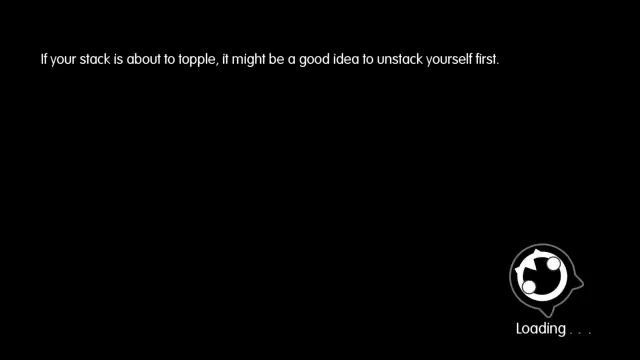 If your stack is about to topple, it might be a good idea to unstack yourself first.
Loading . . .